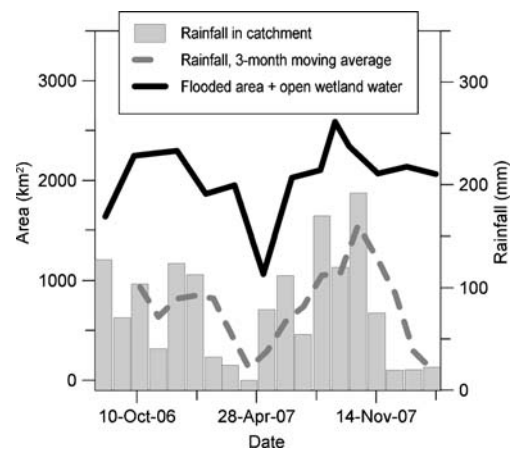 Rainfall in catchment
Rainfall, 3-month moving average
Flooded area + open wetland water
3000
2000
1000
0
Area (km²)
300
200
100
0
Rainfall (mm)
10-Oct-06 28-Apr-07 14-Nov-07
Date